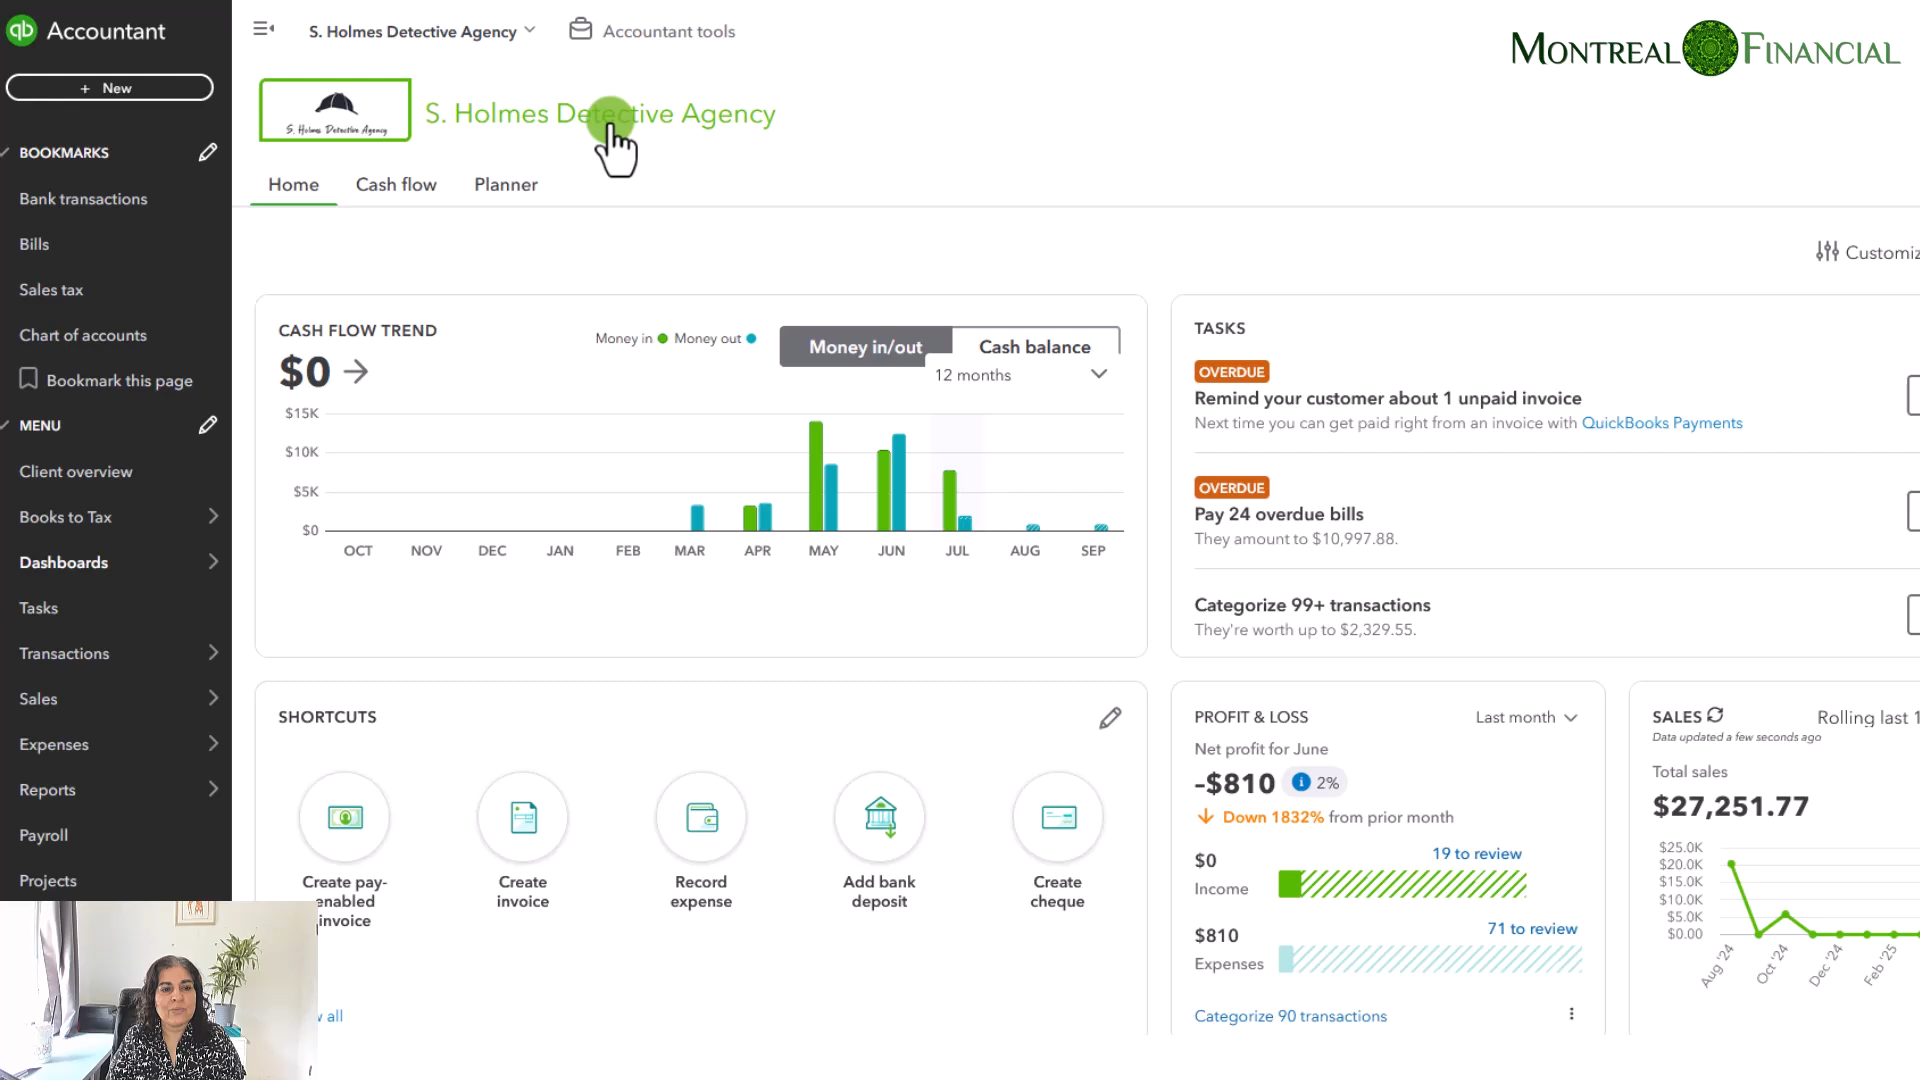 qb Accountant
+ New
BOOKMARKS
Bank transactions
Bills
Sales tax
Chart of accounts
Bookmark this page
MENU
Client overview
Books to Tax
Dashboards
Tasks
Transactions
Sales
Expenses
Reports
Payroll
Projects
S. Holmes Detective Agency
Accountant tools
MONTREAL FINANCIAL
S. Holmes Detective Agency
S. Holmes Detective Agency
Home Cash flow Planner
Customiz
CASH FLOW TREND
$0
Money in Money out
Money in/out Cash balance
12 months
$15K
$10K
$5K
$0
OCT NOV DEC JAN FEB MAR APR MAY JUN JUL AUG SEP
TASKS
OVERDUE
Remind your customer about 1 unpaid invoice
Next time you can get paid right from an invoice with QuickBooks Payments
OVERDUE
Pay 24 overdue bills
They amount to $10,997.88.
Categorize 99+ transactions
They're worth up to $2,329.55.
SHORTCUTS
Create pay-
enabled
invoice
Create
invoice
Record
expense
Add bank
deposit
Create
cheque
w all
PROFIT & LOSS Last month
Net profit for June
-$810 2%
Down 1832% from prior month
19 to review
$0
Income
71 to review
$810
Expenses
Categorize 90 transactions
SALES Rolling last 1
Data updated a few seconds ago
Total sales
$27,251.77
$25.0K
$20.0K
$15.0K
$10.0K
$5.0K
$0.00
Aug '24 Oct '24 Dec '24 Feb '25